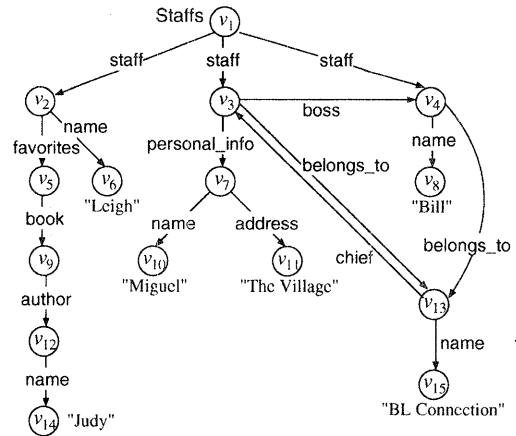 Staffs v1
staff staff staff
v2 v3 v4
name boss
favorites personal_info name
belongs_to
v5 v6 v7 v8
"Leigh" "Bill"
book name address
chief belongs_to
v9 v10 v11
"Miguel" "The Village"
author v13
v12 name
name v15
v14 "Judy" "BL Connection"